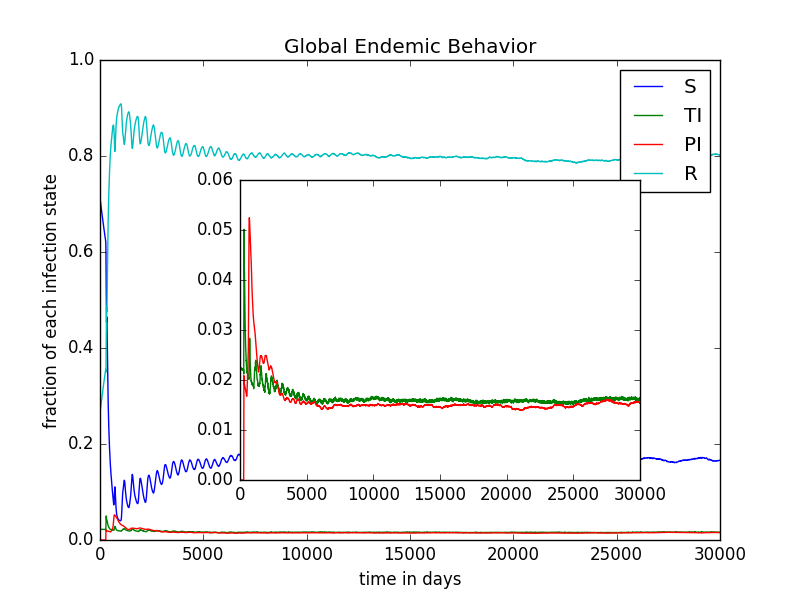 Global Endemic Behavior
fraction of each infection state
1.0
0.8
0.6
0.4
0.2
0.0
S
TI
PI
R
0.06
0.05
0.04
0.03
0.02
0.01
0.00
0 5000 10000 15000 20000 25000 30000
0 5000 10000 15000 20000 25000 30000
time in days